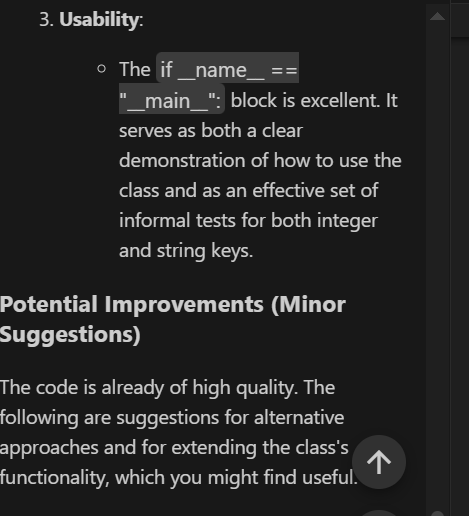 3. Usability:
The if __name__ ==
"__main__": block is excellent. It
serves as both a clear
demonstration of how to use the
class and as an effective set of
informal tests for both integer
and string keys.
Potential Improvements (Minor
Suggestions)
The code is already of high quality. The
following are suggestions for alternative
approaches and for extending the class's
functionality, which you might find useful.